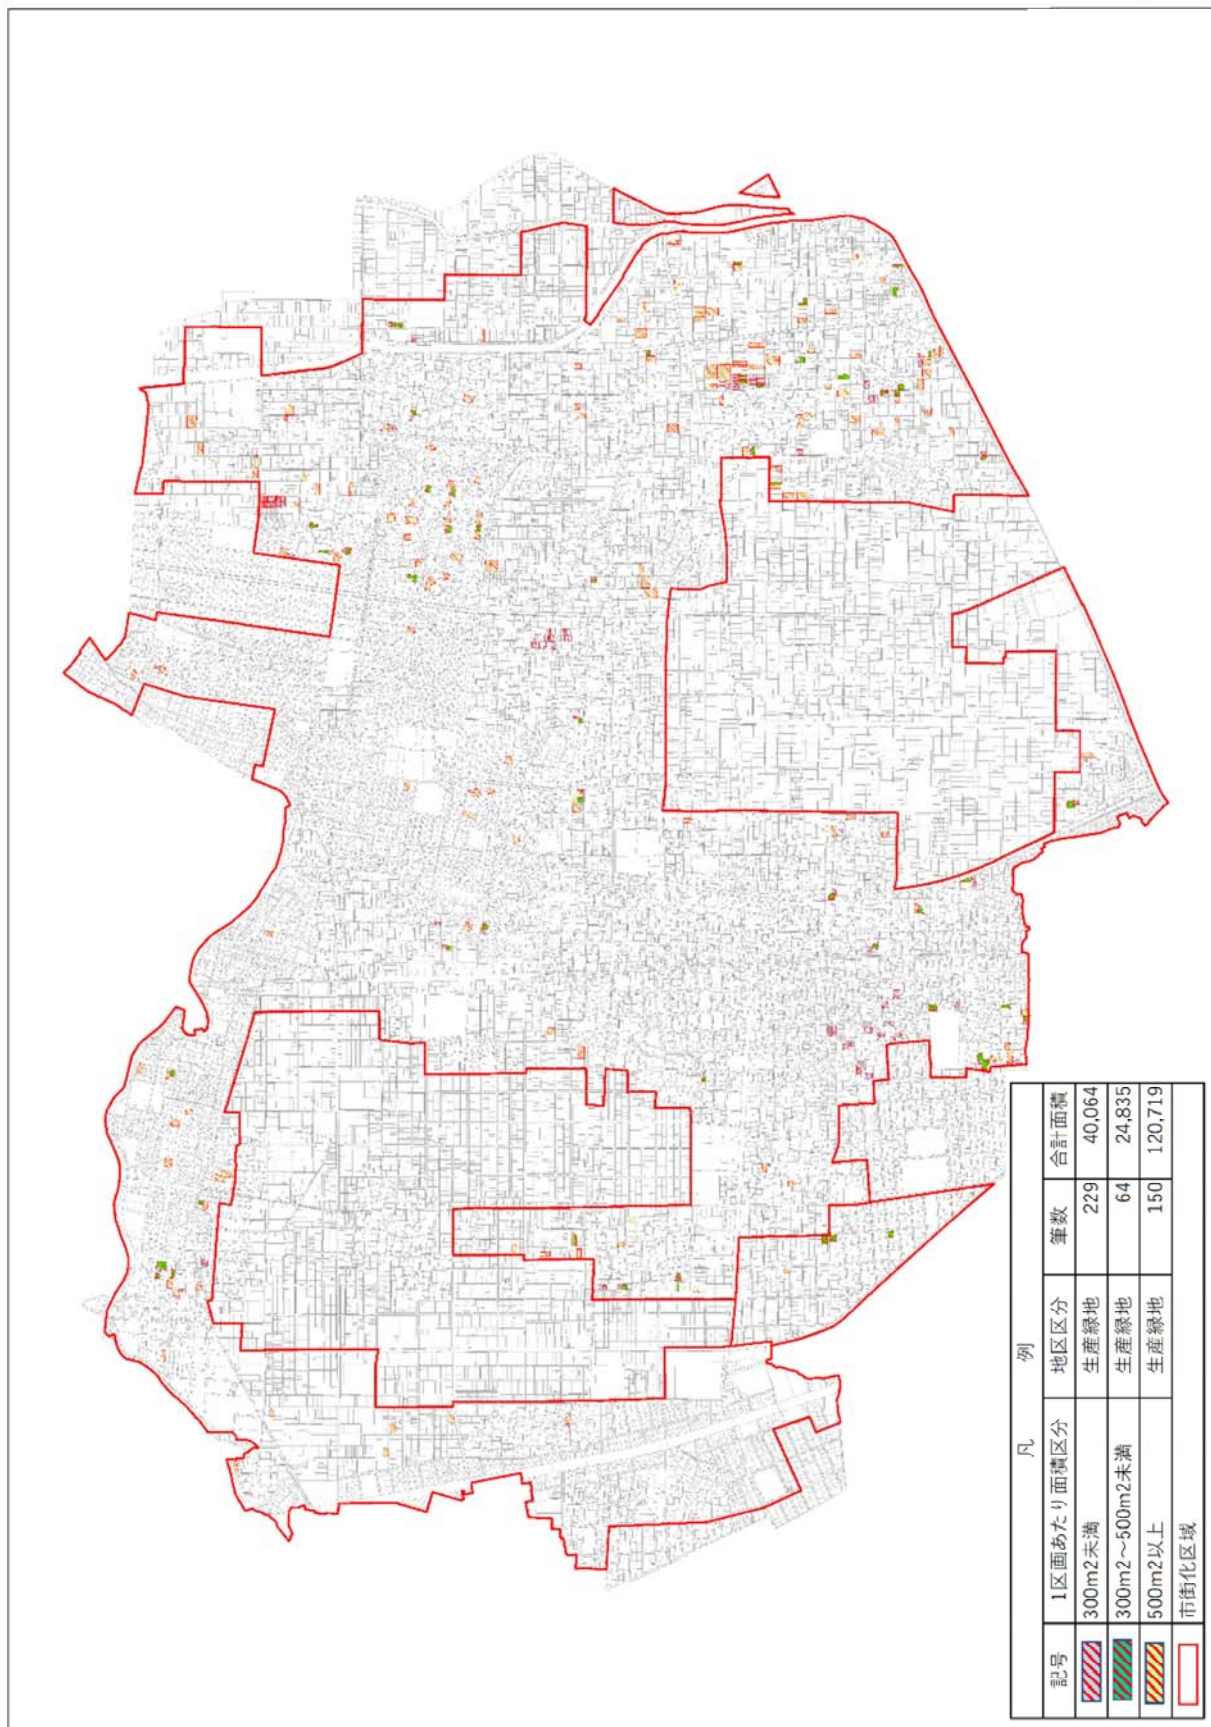 凡 例
記号 1区画あたり面積区分 地区区分 筆数 合計面積
300m2未満 生産緑地 229 40,064
300m2～500m2未満 生産緑地 64 24,835
500m2以上 生産緑地 150 120,719
市街化区域